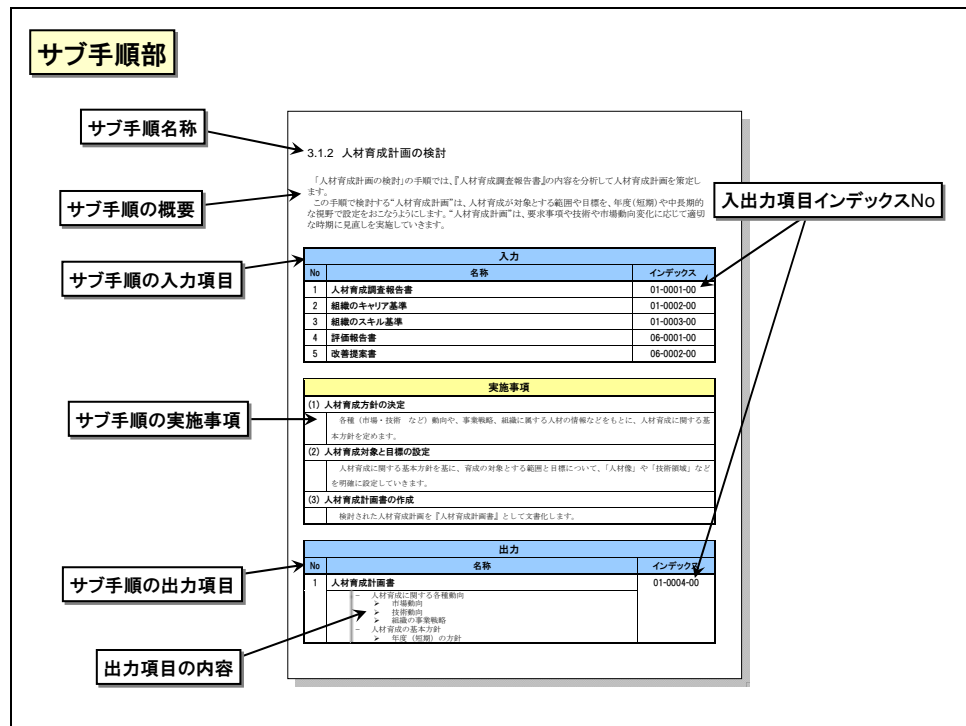 サブ手順部
サブ手順名称
3.1.2 人材育成計画の検討
サブ手順の概要
「人材育成計画の検討」の手順では、『人材育成調査報告書』の内容を分析して人材育成計画を策定し
ます。
この手順で検討する“人材育成計画”は、人材育成が対象とする範囲や目標を、年度(短期)や中長期的
な視野で設定をおこなうようにします。“人材育成計画”は、要求事項や技術や市場動向変化に応じて適切
な時期に見直しを実施していきます。
入出力項目インデックスNo
サブ手順の入力項目
入力
No 名称 インデックス
1 人材育成調査報告書 01-0001-00
2 組織のキャリア基準 01-0002-00
3 組織のスキル基準 01-0003-00
4 評価報告書 06-0001-00
5 改善提案書 06-0002-00
サブ手順の実施事項
実施事項
(1) 人材育成方針の決定
各種（市場・技術 など）動向や、事業戦略、組織に属する人材の情報などをもとに、人材育成に関する基
本方針を定めます。
(2) 人材育成対象と目標の設定
人材育成に関する基本方針を基に、育成の対象とする範囲と目標について、「人材像」や「技術領域」など
を明確に設定していきます。
(3) 人材育成計画書の作成
検討された人材育成計画を『人材育成計画書』として文書化します。
サブ手順の出力項目
出力
No 名称 インデックス
1 人材育成計画書 01-0004-00
− 人材育成に関する各種動向
➢ 市場動向
➢ 技術動向
➢ 組織の事業戦略
− 人材育成の基本方針
➢ 年度（短期）の方針
出力項目の内容